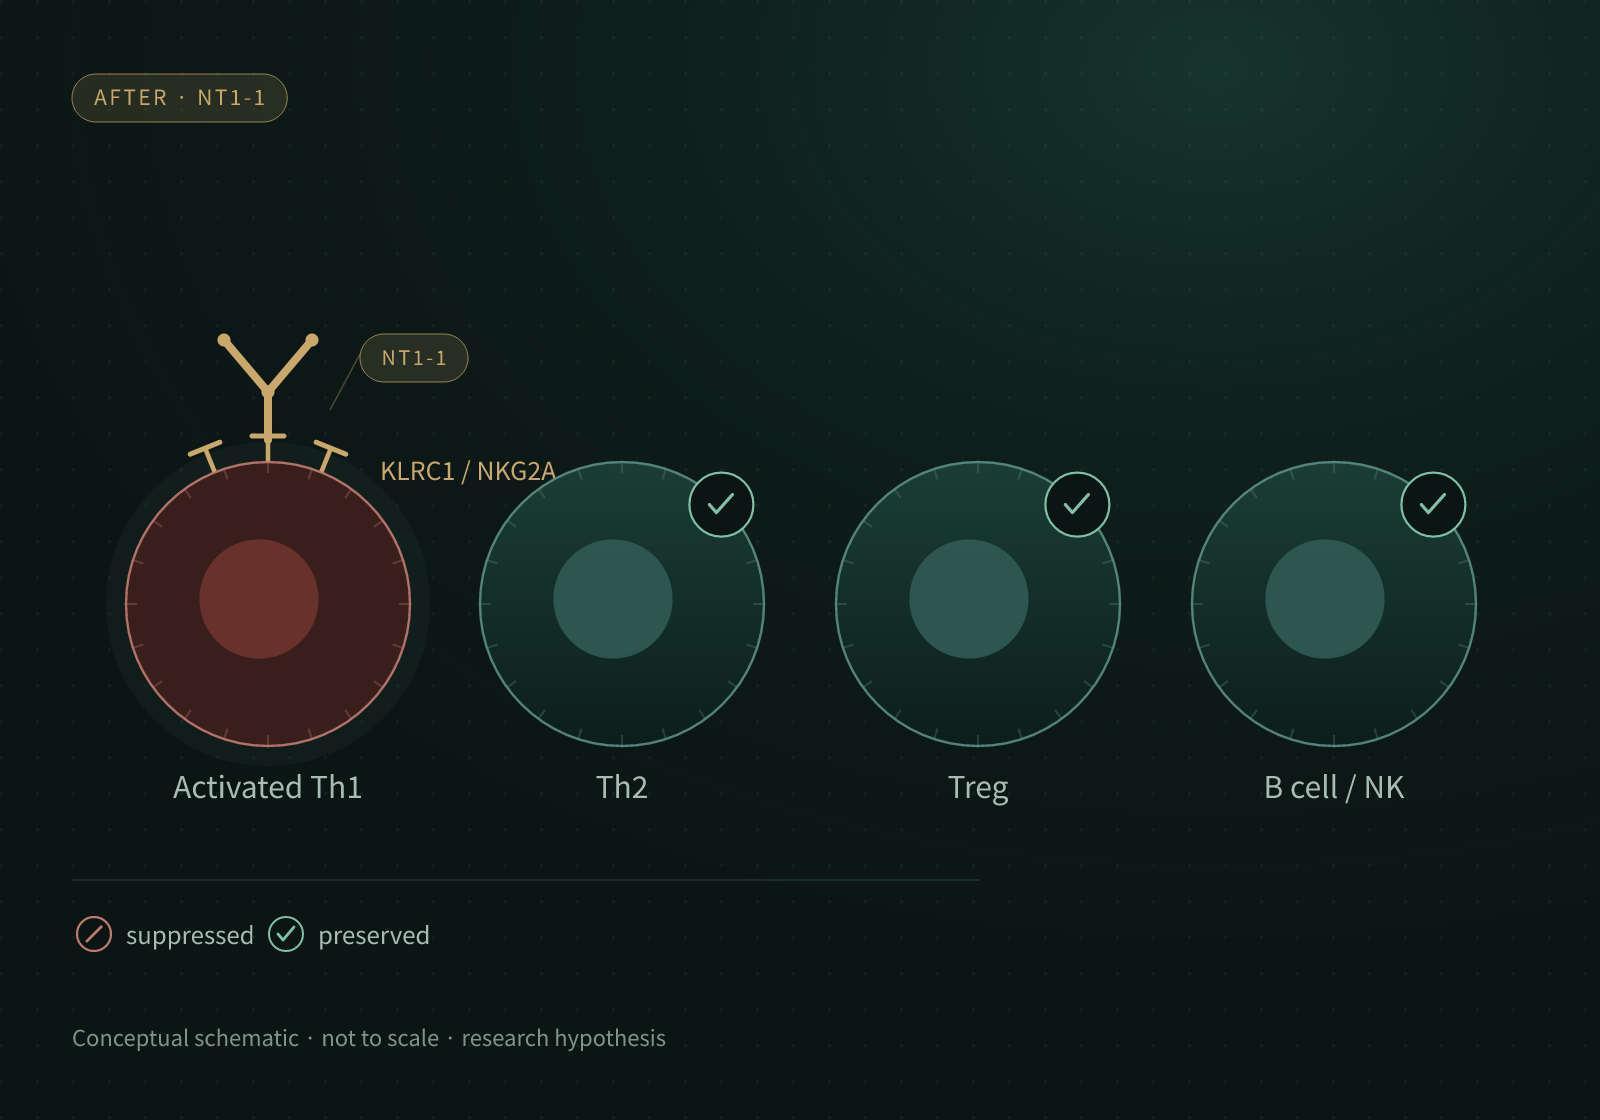 AFTER · NT1-1
NT1-1
KLRC1 / NKG2A
Activated Th1
Th2
Treg
B cell / NK
suppressed
preserved
Conceptual schematic · not to scale · research hypothesis